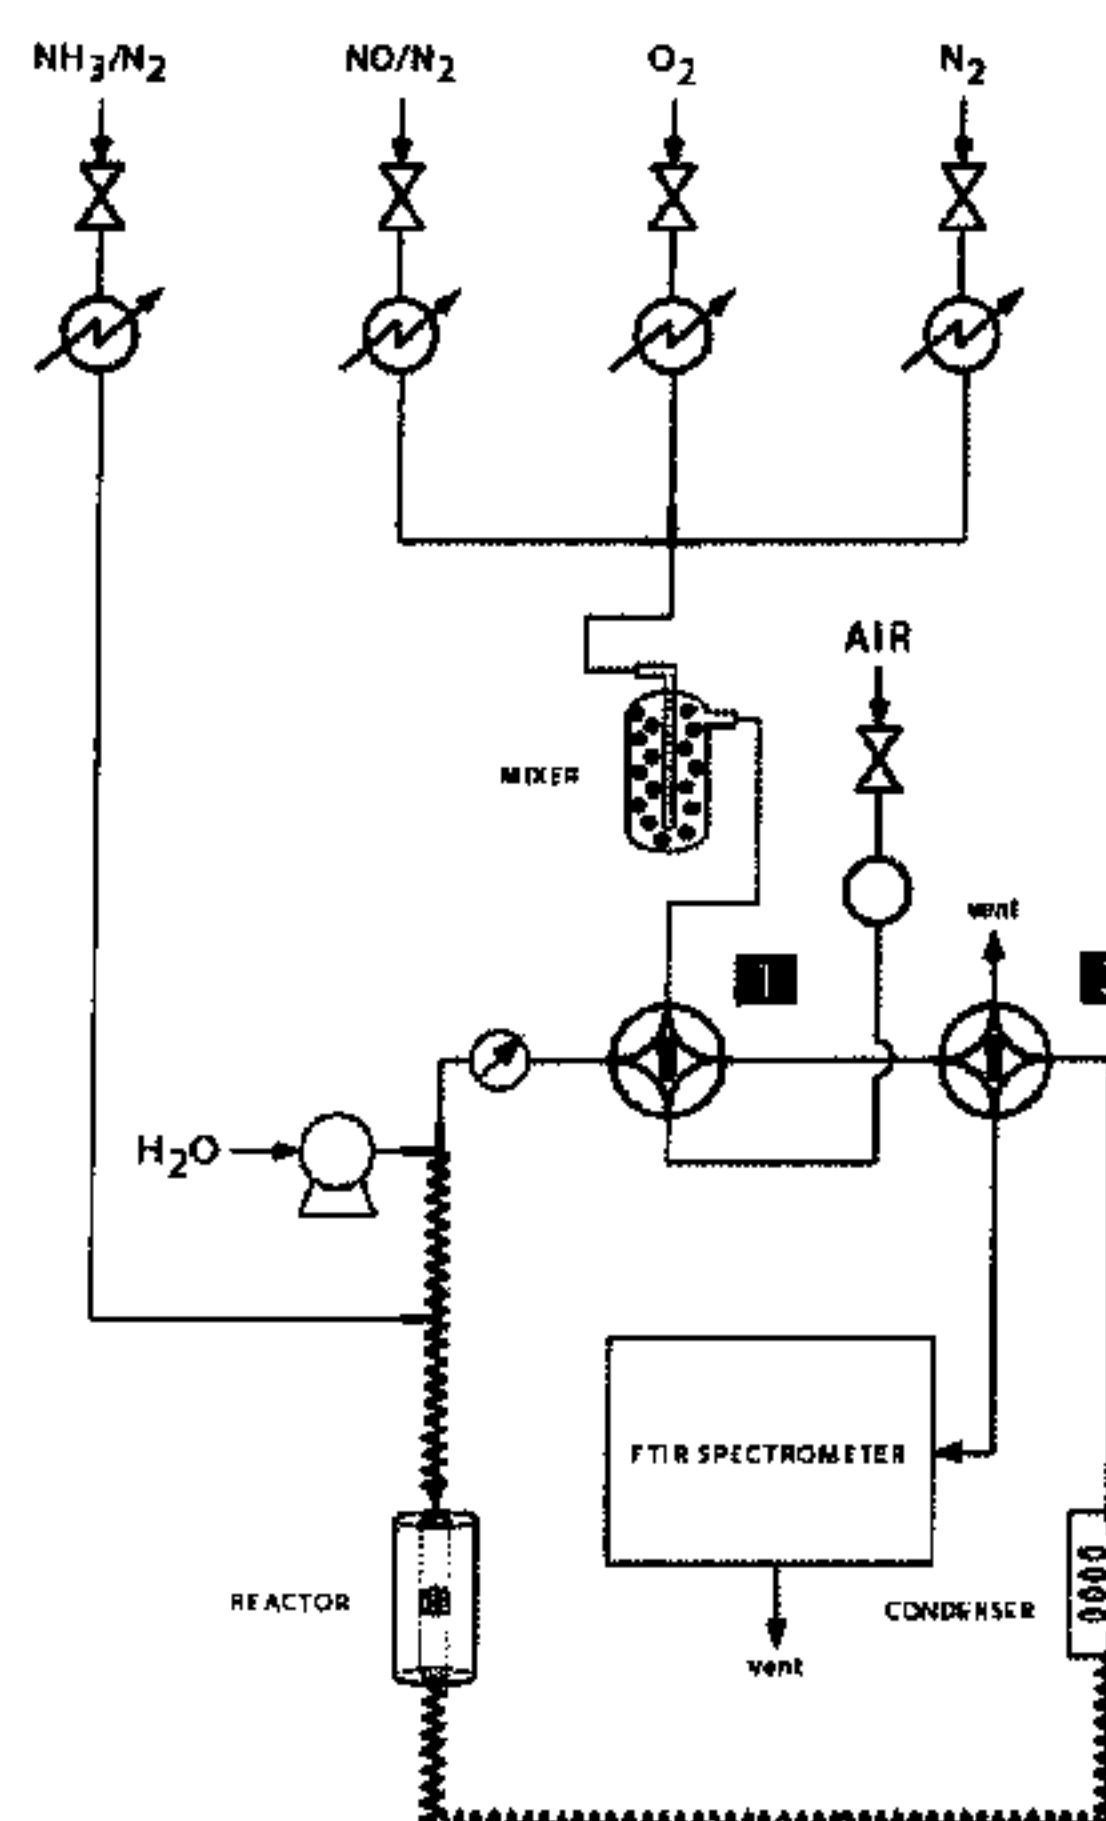 NH3/N2
NO/N2
O2
N2
AIR
MIXER
vent
1
H2O
FTIR SPECTROMETER
REACTOR
CONDENSER
vent